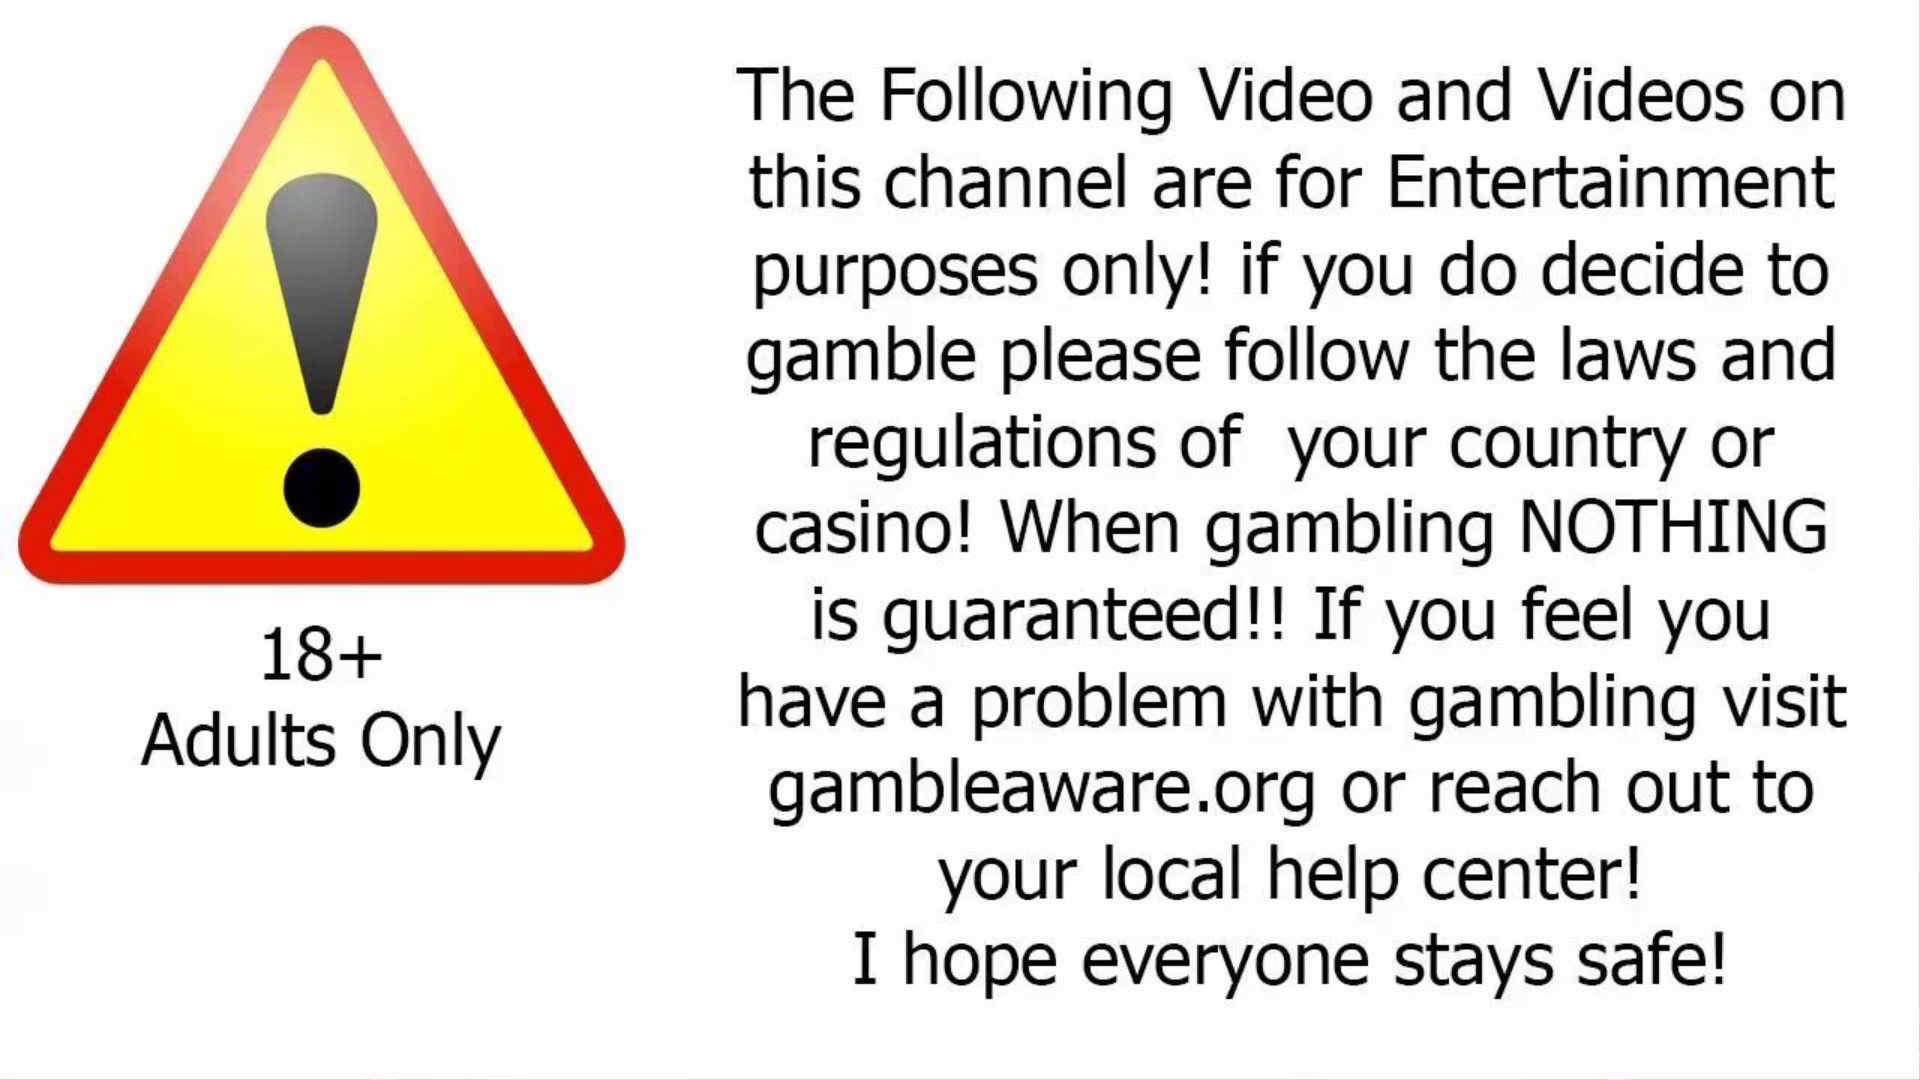 18+
Adults Only
The Following Video and Videos on
this channel are for Entertainment
purposes only! if you do decide to
gamble please follow the laws and
regulations of  your country or
casino! When gambling NOTHING
is guaranteed!! If you feel you
have a problem with gambling visit
gambleaware.org or reach out to
your local help center!
I hope everyone stays safe!